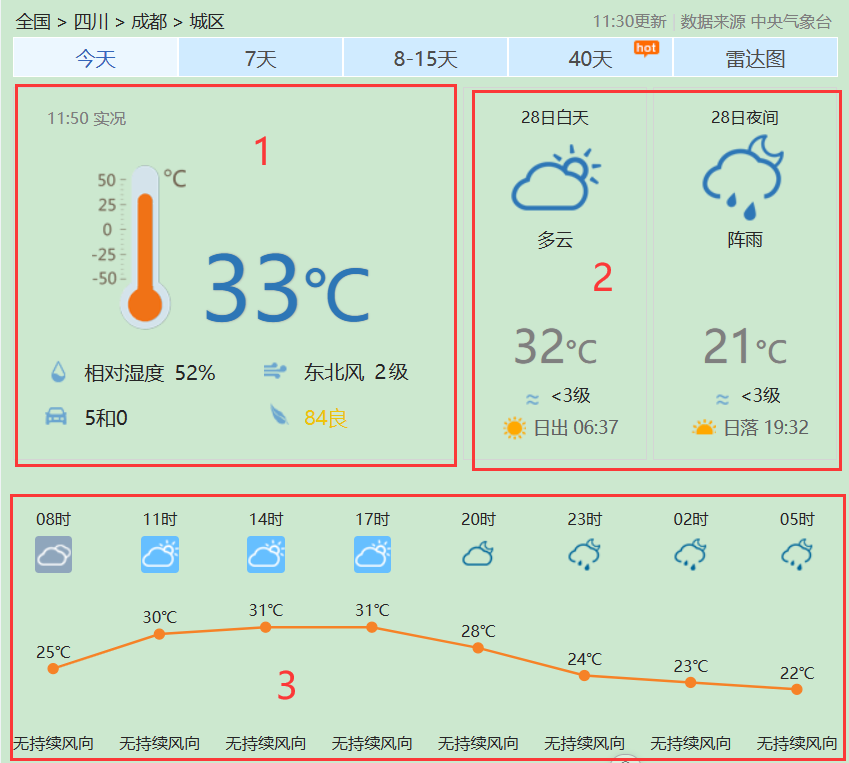 全国 > 四川 > 成都 > 城区
11:30更新 | 数据来源 中央气象台
今天 7天 8-15天 40天 hot 雷达图
11:50 实况
1
℃
50
25
0
-25
-50
33℃
相对湿度 52% 东北风 2级
5和0 84良
28日白天 28日夜间
多云 阵雨
2
32℃ 21℃
<3级 <3级
日出 06:37 日落 19:32
08时 11时 14时 17时 20时 23时 02时 05时
25℃ 30℃ 31℃ 31℃ 28℃ 24℃ 23℃ 22℃
3
无持续风向 无持续风向 无持续风向 无持续风向 无持续风向 无持续风向 无持续风向 无持续风向